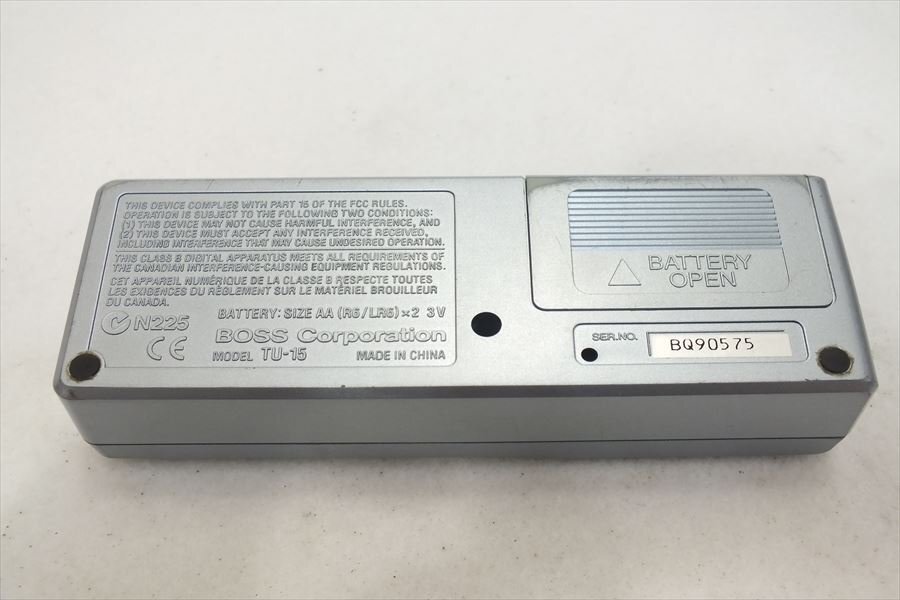 THIS DEVICE COMPLIES WITH PART 15 OF THE FCC RULES.
OPERATION IS SUBJECT TO THE FOLLOWING TWO CONDITIONS:
(1) THIS DEVICE MAY NOT CAUSE HARMFUL INTERFERENCE, AND
(2) THIS DEVICE MUST ACCEPT ANY INTERFERENCE RECEIVED,
INCLUDING INTERFERENCE THAT MAY CAUSE UNDESIRED OPERATION.
THIS CLASS B DIGITAL APPARATUS MEETS ALL REQUIREMENTS OF
THE CANADIAN INTERFERENCE-CAUSING EQUIPMENT REGULATIONS.
CET APPAREIL NUMÉRIQUE DE LA CLASSE B RESPECTE TOUTES
LES EXIGENCES DU RÈGLEMENT SUR LE MATÉRIEL BROUILLEUR
DU CANADA.
N225
BATTERY: SIZE AA (R6/LR6)×2 3V
CE
BOSS Corporation
MODEL TU-15 MADE IN CHINA
BATTERY
OPEN
SER.NO. BQ90575